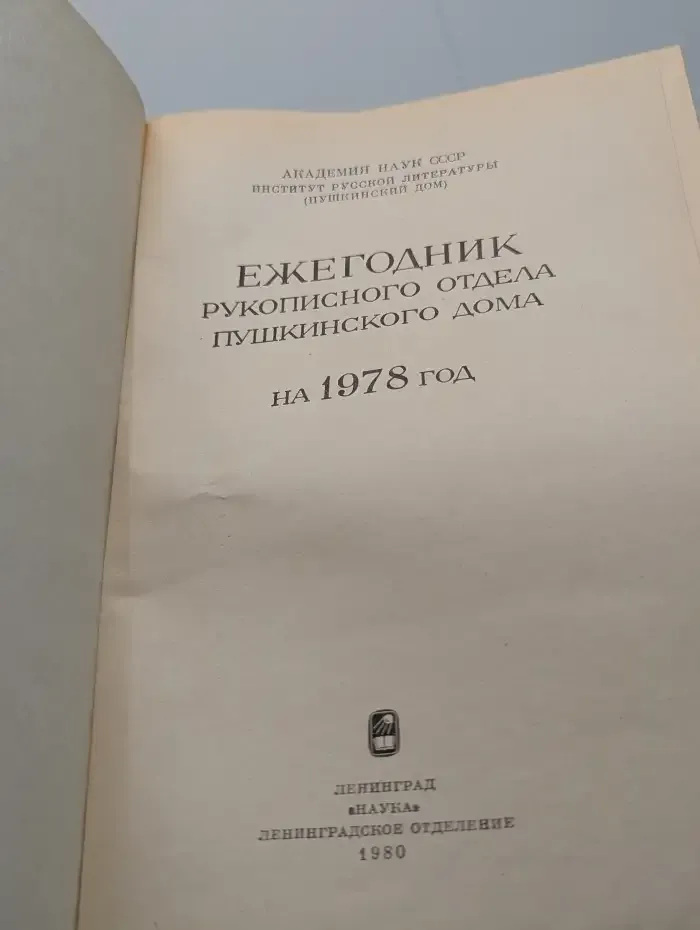 АКАДЕМИЯ НАУК СССР
ИНСТИТУТ РУССКОЙ ЛИТЕРАТУРЫ
(ПУШКИНСКИЙ ДОМ)
ЕЖЕГОДНИК
РУКОПИСНОГО ОТДЕЛА
ПУШКИНСКОГО ДОМА
НА 1978 ГОД
ЛЕНИНГРАД
«НАУКА»
ЛЕНИНГРАДСКОЕ ОТДЕЛЕНИЕ
1980